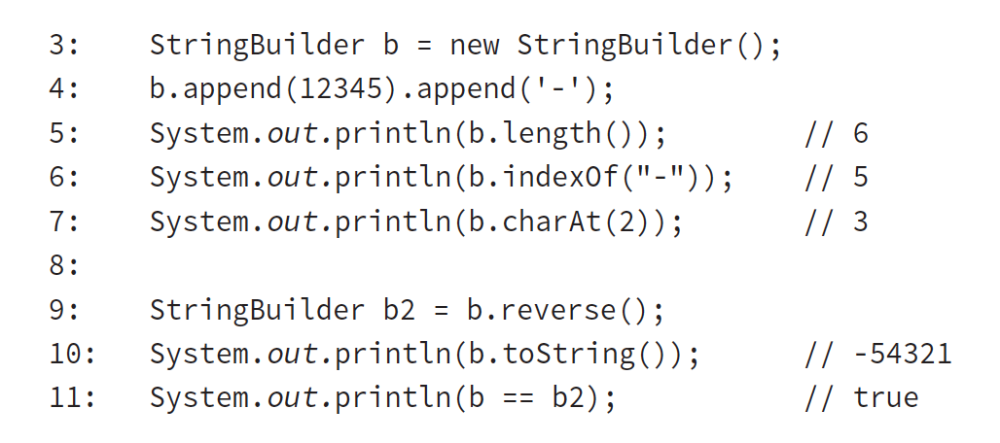 3:    StringBuilder b = new StringBuilder();
4:    b.append(12345).append('-');
5:    System.out.println(b.length());        // 6
6:    System.out.println(b.indexOf("-"));    // 5
7:    System.out.println(b.charAt(2));       // 3
8:
9:    StringBuilder b2 = b.reverse();
10:   System.out.println(b.toString());      // -54321
11:   System.out.println(b == b2);           // true